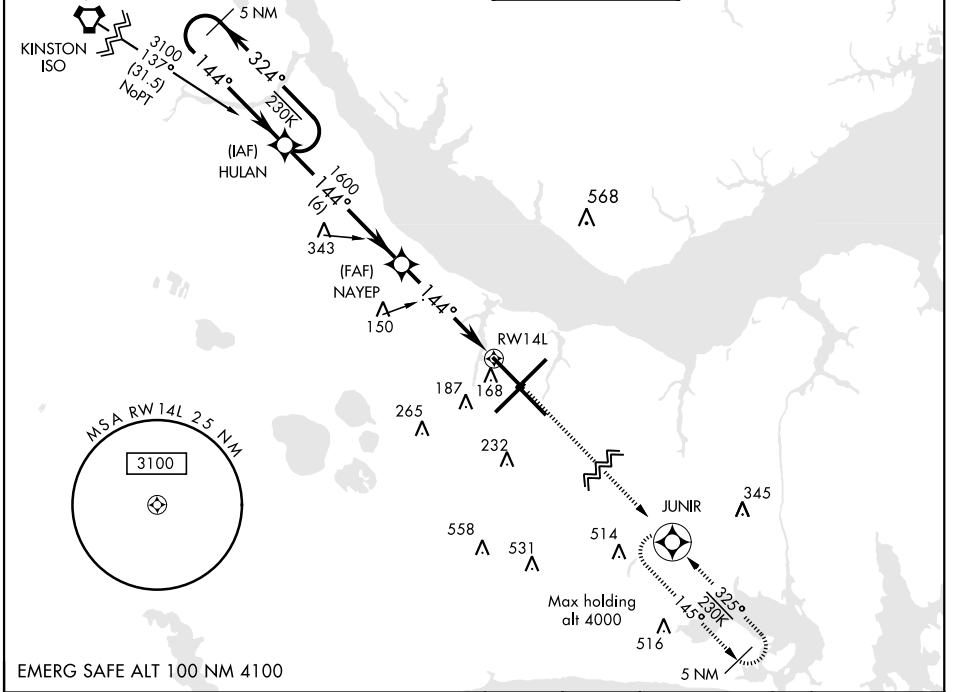 5 NM
KINSTON
ISO
3100
137°
(31.5)
NoPT
144°
324°
230K
(IAF)
HULAN
1600
144°
(6)
568
343
(FAF)
NAYEP
144°
150
RW14L
187
168
265
232
MSA RW 14L 25 NM
3100
JUNIR
345
558
531
514
Max holding
alt 4000
325°
230K
145°
516
5 NM
EMERG SAFE ALT 100 NM 4100